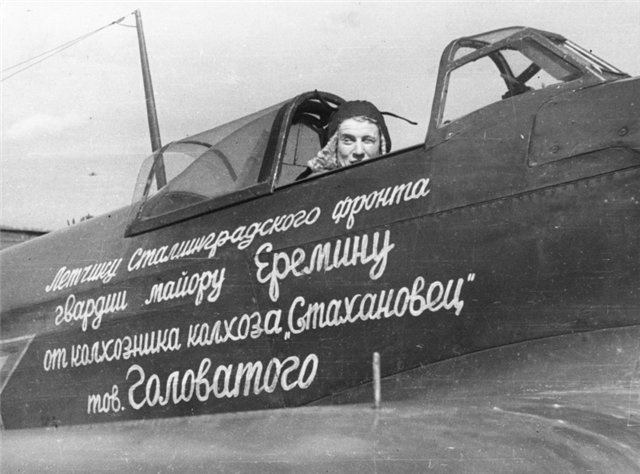 Летчику Сталинградского фронта
гвардии майору Еремину
от колхозника колхоза „Стахановец"
тов. Головатого